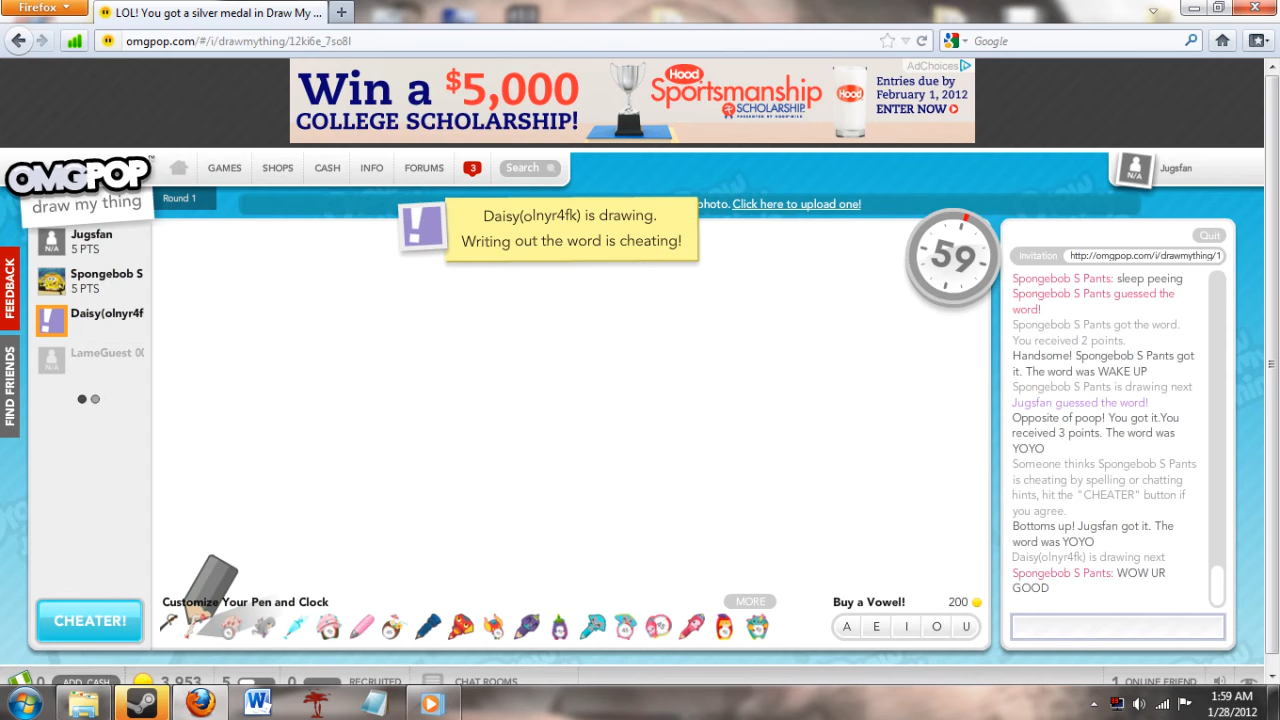 Firefox
LOL! You got a silver medal in Draw My ...
omgpop.com/#/i/drawmything/12ki6e_7so8l
Google
AdChoices
Win a $5,000
COLLEGE SCHOLARSHIP!
Hood
Sportsmanship
SCHOLARSHIP
Hood
Entries due by
February 1, 2012
ENTER NOW
OMGPOP
draw my thing
GAMES
SHOPS
CASH
INFO
FORUMS
3
Search
N/A
Jugsfan
Round 1
photo. Click here to upload one!
Daisy(olnyr4fk) is drawing.
Writing out the word is cheating!
59
Quit
Invitation
http://omgpop.com/i/drawmything/1
FEEDBACK
FIND FRIENDS
N/A
Jugsfan
5 PTS
Spongebob S
5 PTS
Daisy(olnyr4f
N/A
LameGuest 0(
Spongebob S Pants: sleep peeing
Spongebob S Pants guessed the
word!
Spongebob S Pants got the word.
You received 2 points.
Handsome! Spongebob S Pants got
it. The word was WAKE UP
Spongebob S Pants is drawing next
Jugsfan guessed the word!
Opposite of poop! You got it.You
received 3 points. The word was
YOYO
Someone thinks Spongebob S Pants
is cheating by spelling or chatting
hints, hit the "CHEATER" button if
you agree.
Bottoms up! Jugsfan got it. The
word was YOYO
Daisy(olnyr4fk) is drawing next
Spongebob S Pants: WOW UR
GOOD
CHEATER!
Customize Your Pen and Clock
MORE
Buy a Vowel!
200
A E I O U
0
ADD CASH
3,953
5
0
RECRUITED
CHAT ROOMS
1 ONLINE FRIEND
1:59 AM
1/28/2012